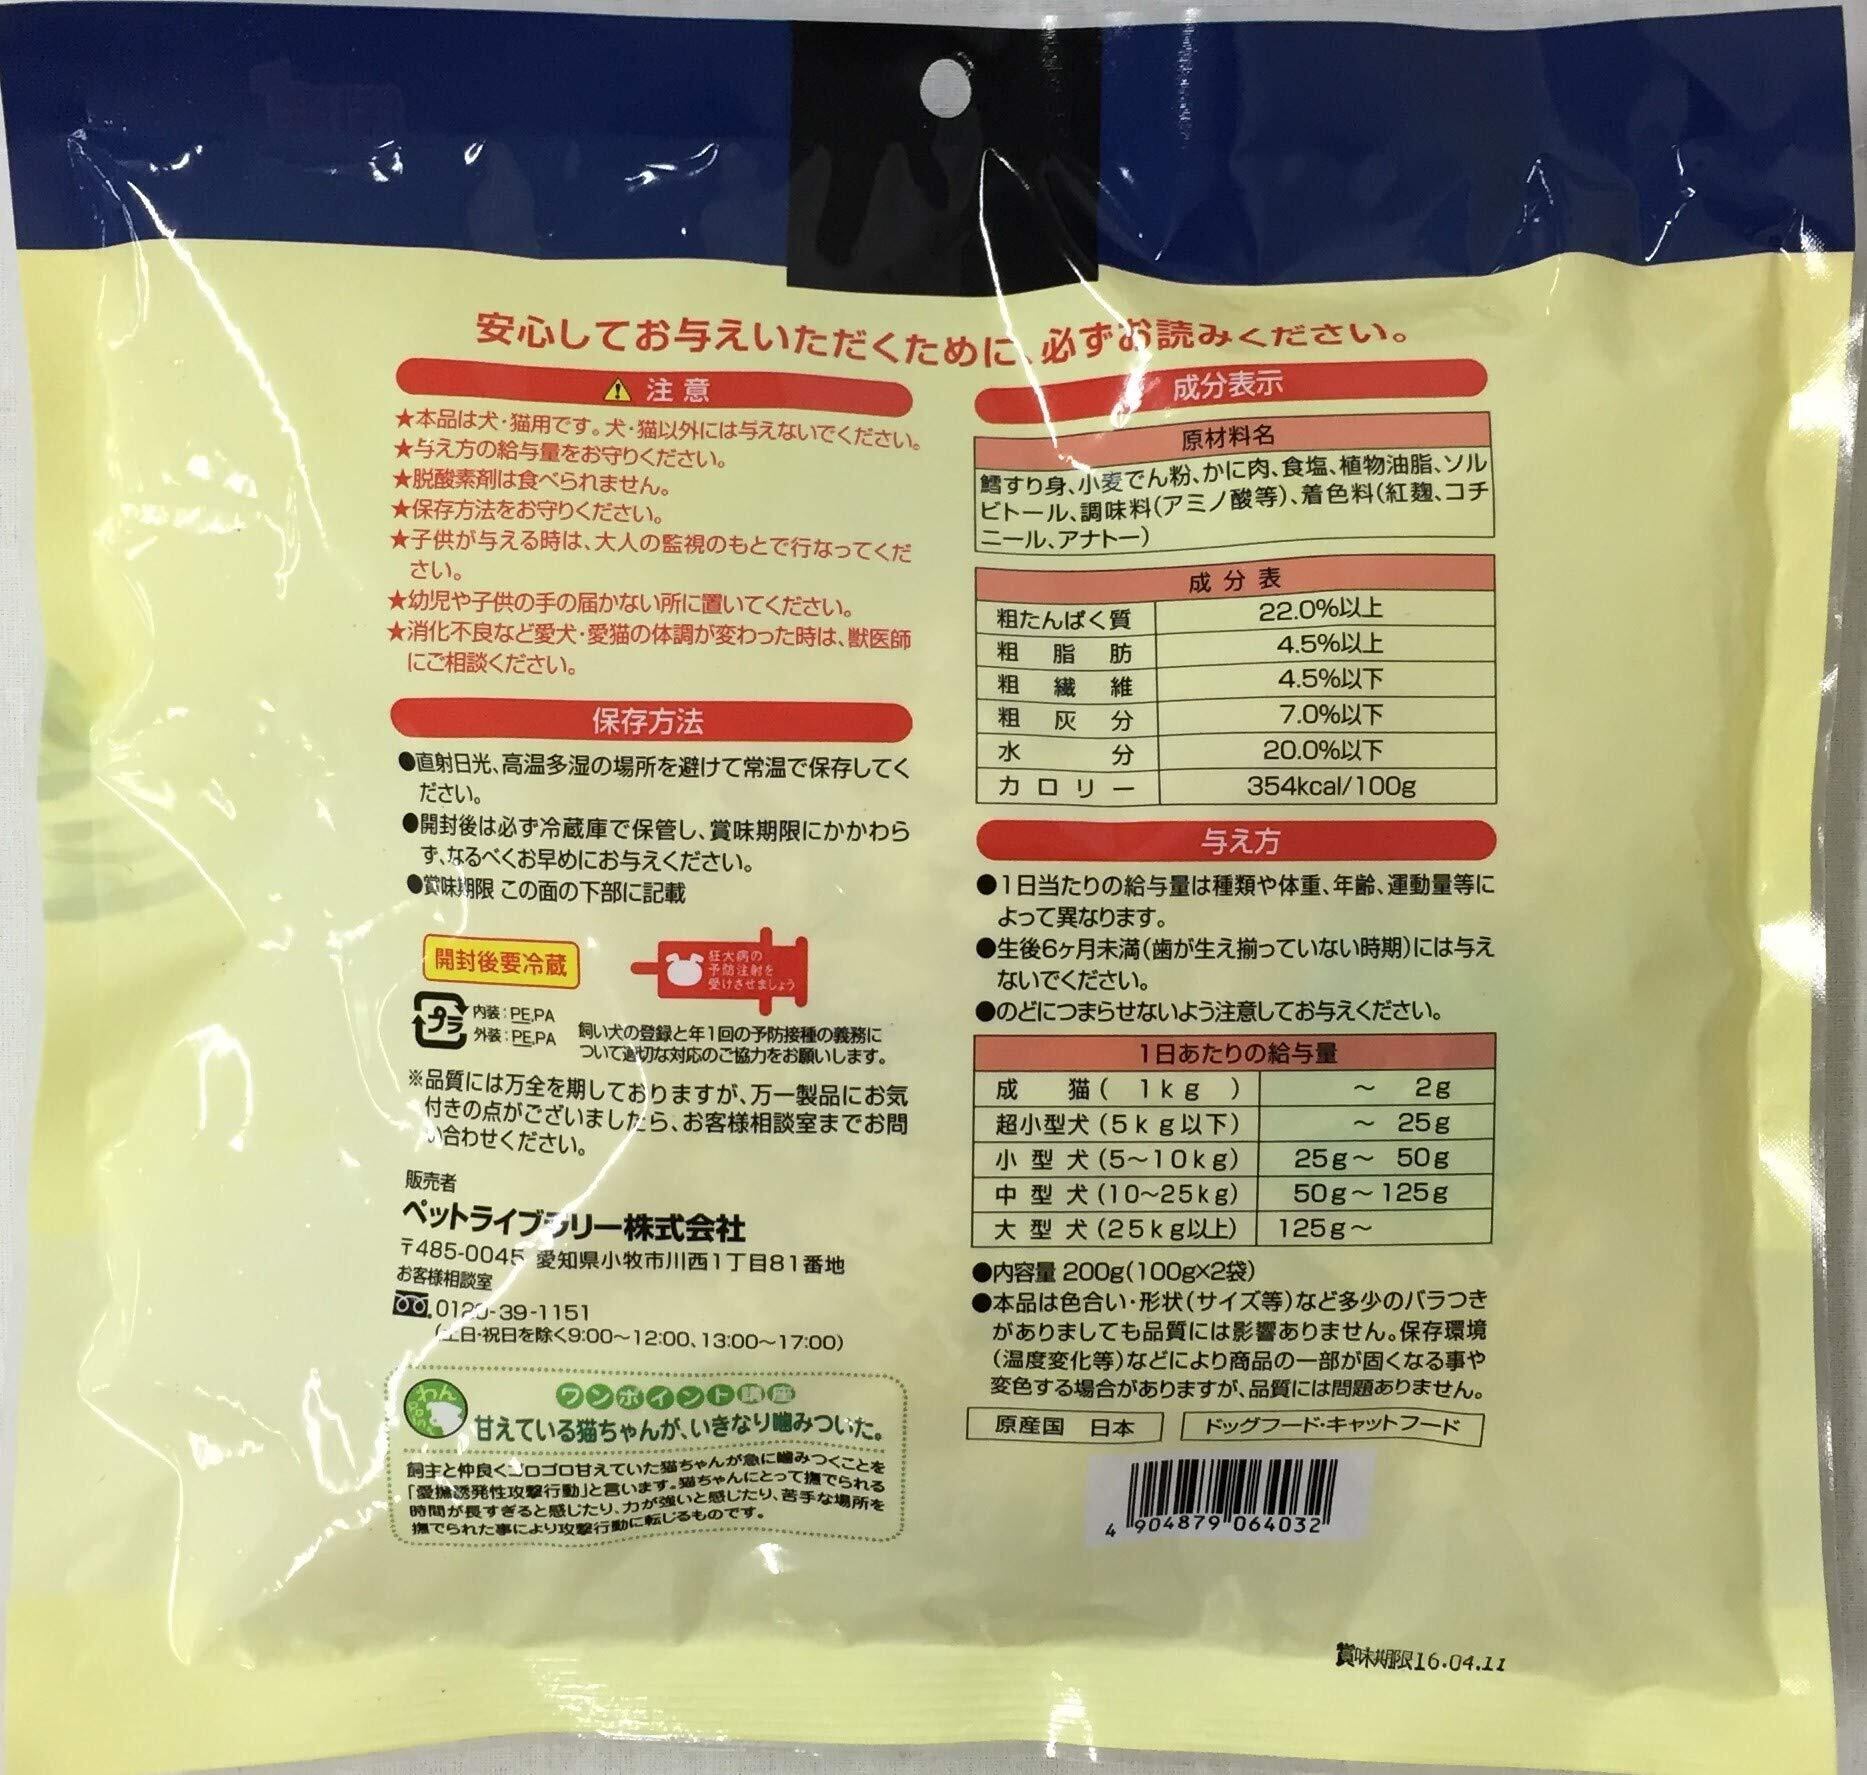 安心してお与えいただくために、必ずお読みください。
注意
★本品は犬・猫用です。犬・猫以外には与えないでください。
★与え方の給与量をお守りください。
★脱酸素剤は食べられません。
★保存方法をお守りください。
★子供が与える時は、大人の監視のもとで行なってくだ
さい。
★幼児や子供の手の届かない所に置いてください。
★消化不良など愛犬・愛猫の体調が変わった時は、獣医師
にご相談ください。
保存方法
●直射日光、高温多湿の場所を避けて常温で保存してく
ださい。
●開封後は必ず冷蔵庫で保管し、賞味期限にかかわら
ず、なるべくお早めにお与えください。
●賞味期限 この面の下部に記載
開封後要冷蔵
狂犬病の
予防注射を
受けさせましょう
プラ
内装:PE,PA
外装:PE,PA
飼い犬の登録と年1回の予防接種の義務に
ついて適切な対応のご協力をお願いします。
※品質には万全を期しておりますが、万一製品にお気
付きの点がございましたら、お客様相談室までお問
い合わせください。
販売者
ペットライブラリー株式会社
〒485-0045 愛知県小牧市川西1丁目81番地
お客様相談室
0120-39-1151
(土日・祝日を除く9:00〜12:00、13:00〜17:00)
わん
ワンポイント講座
甘えている猫ちゃんが、いきなり噛みついた。
飼主と仲良くゴロゴロ甘えていた猫ちゃんが急に噛みつくことを
「愛撫誘発性攻撃行動」と言います。猫ちゃんにとって撫でられる
時間が長すぎると感じたり、力が強いと感じたり、苦手な場所を
撫でられた事により攻撃行動に転じるものです。
成分表示
原材料名
鱈すり身、小麦でん粉、かに肉、食塩、植物油脂、ソル
ビトール、調味料(アミノ酸等)、着色料(紅麹、コチ
ニール、アナトー)
成分表
粗たんぱく質 22.0%以上
粗脂肪 4.5%以上
粗繊維 4.5%以下
粗灰分 7.0%以下
水分 20.0%以下
カロリー 354kcal/100g
与え方
●1日当たりの給与量は種類や体重、年齢、運動量等に
よって異なります。
●生後6ヶ月未満(歯が生え揃っていない時期)には与え
ないでください。
●のどにつまらせないよう注意してお与えください。
1日あたりの給与量
成猫(1kg) 〜 2g
超小型犬(5kg以下) 〜 25g
小型犬(5〜10kg) 25g〜 50g
中型犬(10〜25kg) 50g〜125g
大型犬(25kg以上) 125g〜
●内容量 200g(100g×2袋)
●本品は色合い・形状(サイズ等)など多少のバラつき
がありましても品質には影響ありません。保存環境
(温度変化等)などにより商品の一部が固くなる事や
変色する場合がありますが、品質には問題ありません。
原産国 日本
ドッグフード・キャットフード
4 904879 064032
賞味期限16.04.11